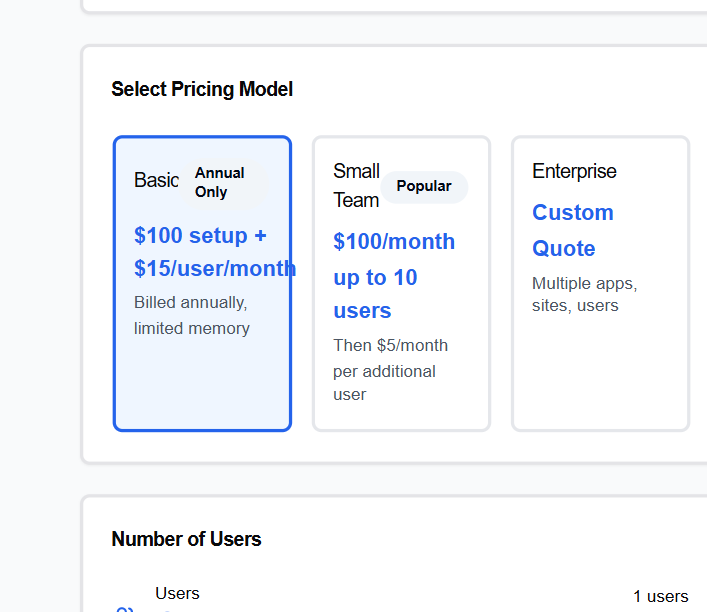 Select Pricing Model
Basic
Annual
Only
$100 setup +
$15/user/month
Billed annually,
limited memory
Small
Team
Popular
$100/month
up to 10
users
Then $5/month
per additional
user
Enterprise
Custom
Quote
Multiple apps,
sites, users
Number of Users
Users
1 users